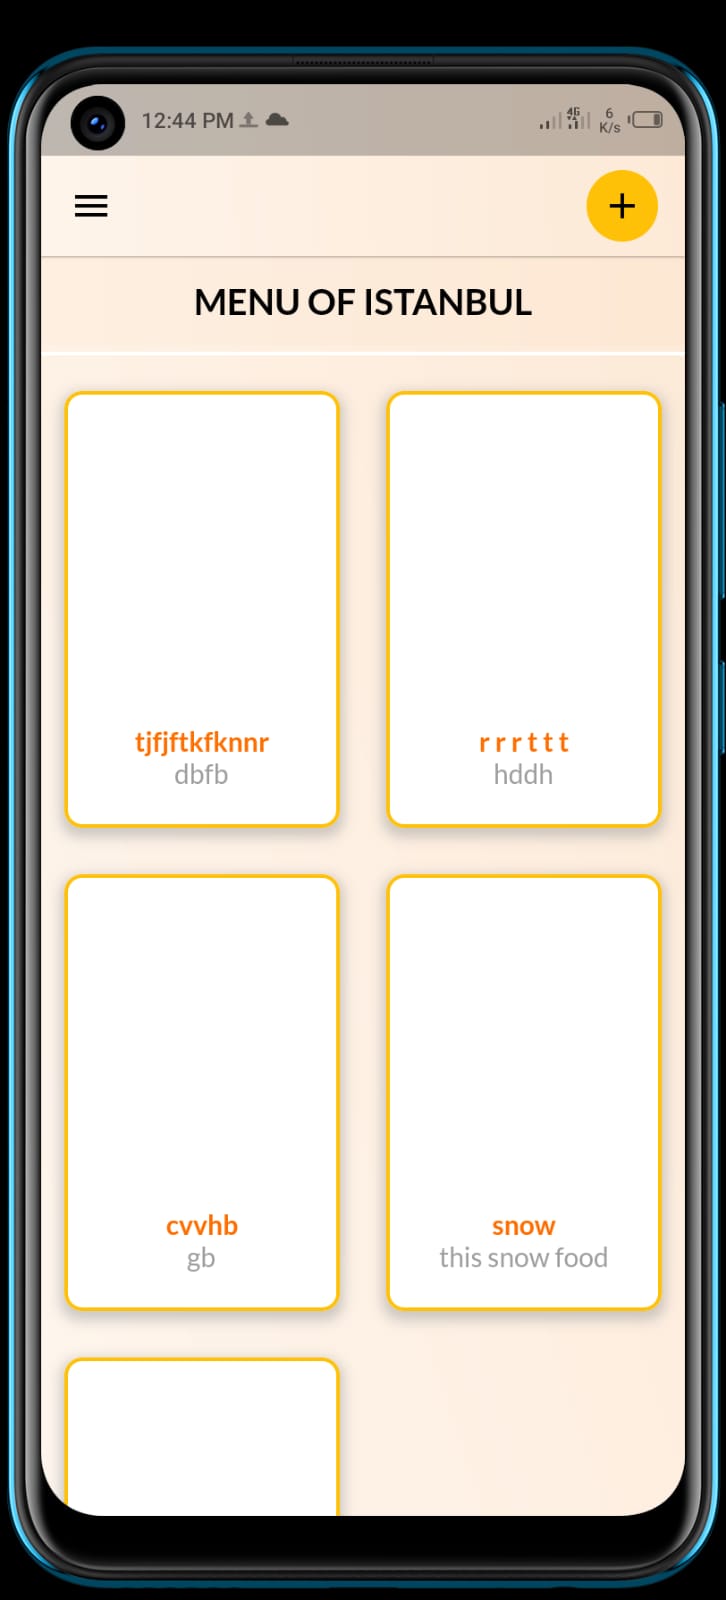 12:44 PM
4G
6
K/s
MENU OF ISTANBUL
tjfjftkfknnr
dbfb
r r r t t t
hddh
cvvhb
gb
snow
this snow food